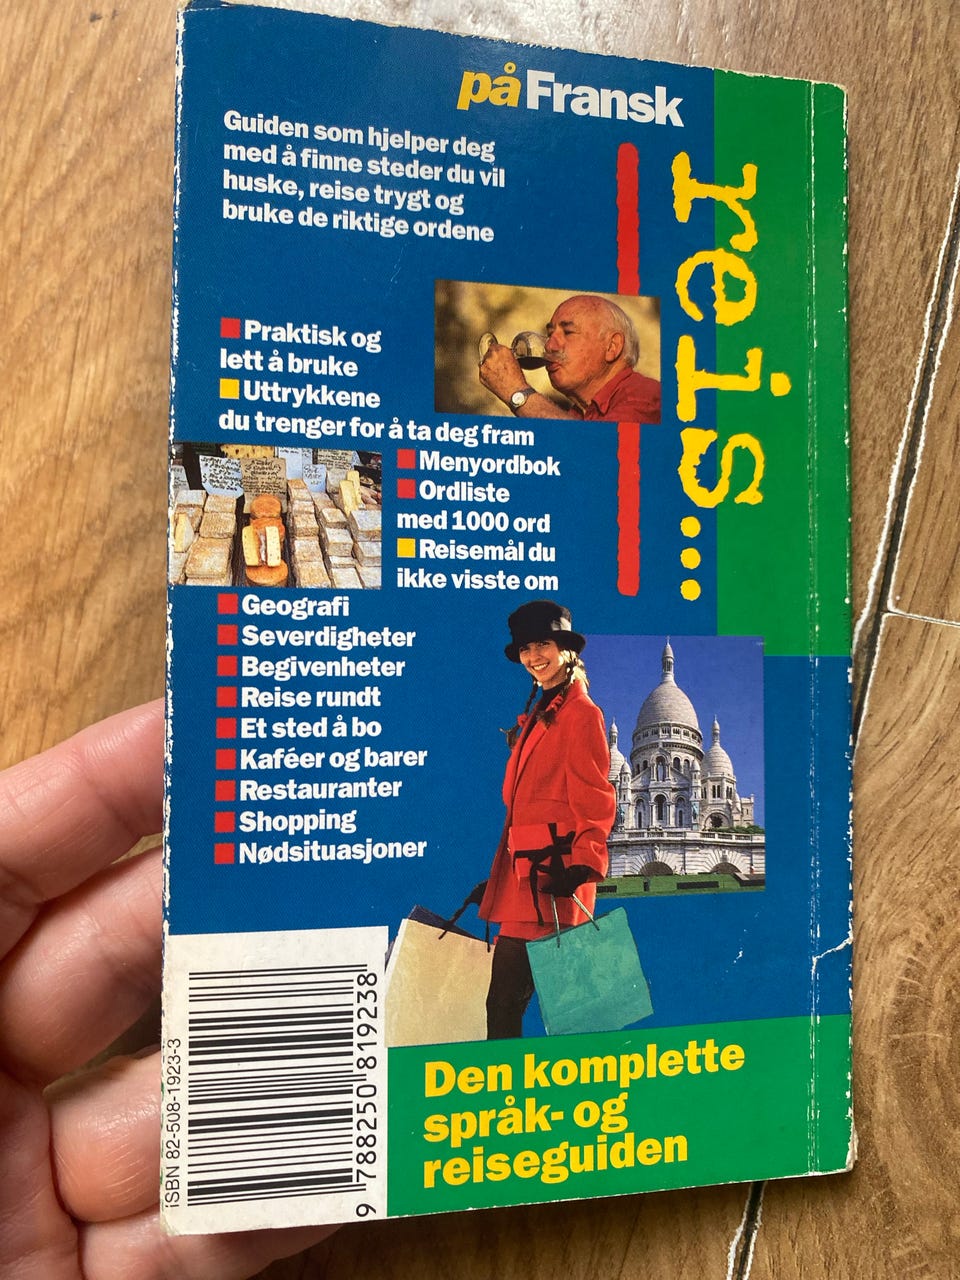 på Fransk
reis...
Guiden som hjelper deg
med å finne steder du vil
huske, reise trygt og
bruke de riktige ordene
Praktisk og
lett å bruke
Uttrykkene
du trenger for å ta deg fram
Menyordbok
Ordliste
med 1000 ord
Reisemål du
ikke visste om
Geografi
Severdigheter
Begivenheter
Reise rundt
Et sted å bo
Kaféer og barer
Restauranter
Shopping
Nødsituasjoner
ISBN 82-508-1923-3
9 788250 819238
Den komplette
språk- og
reiseguiden